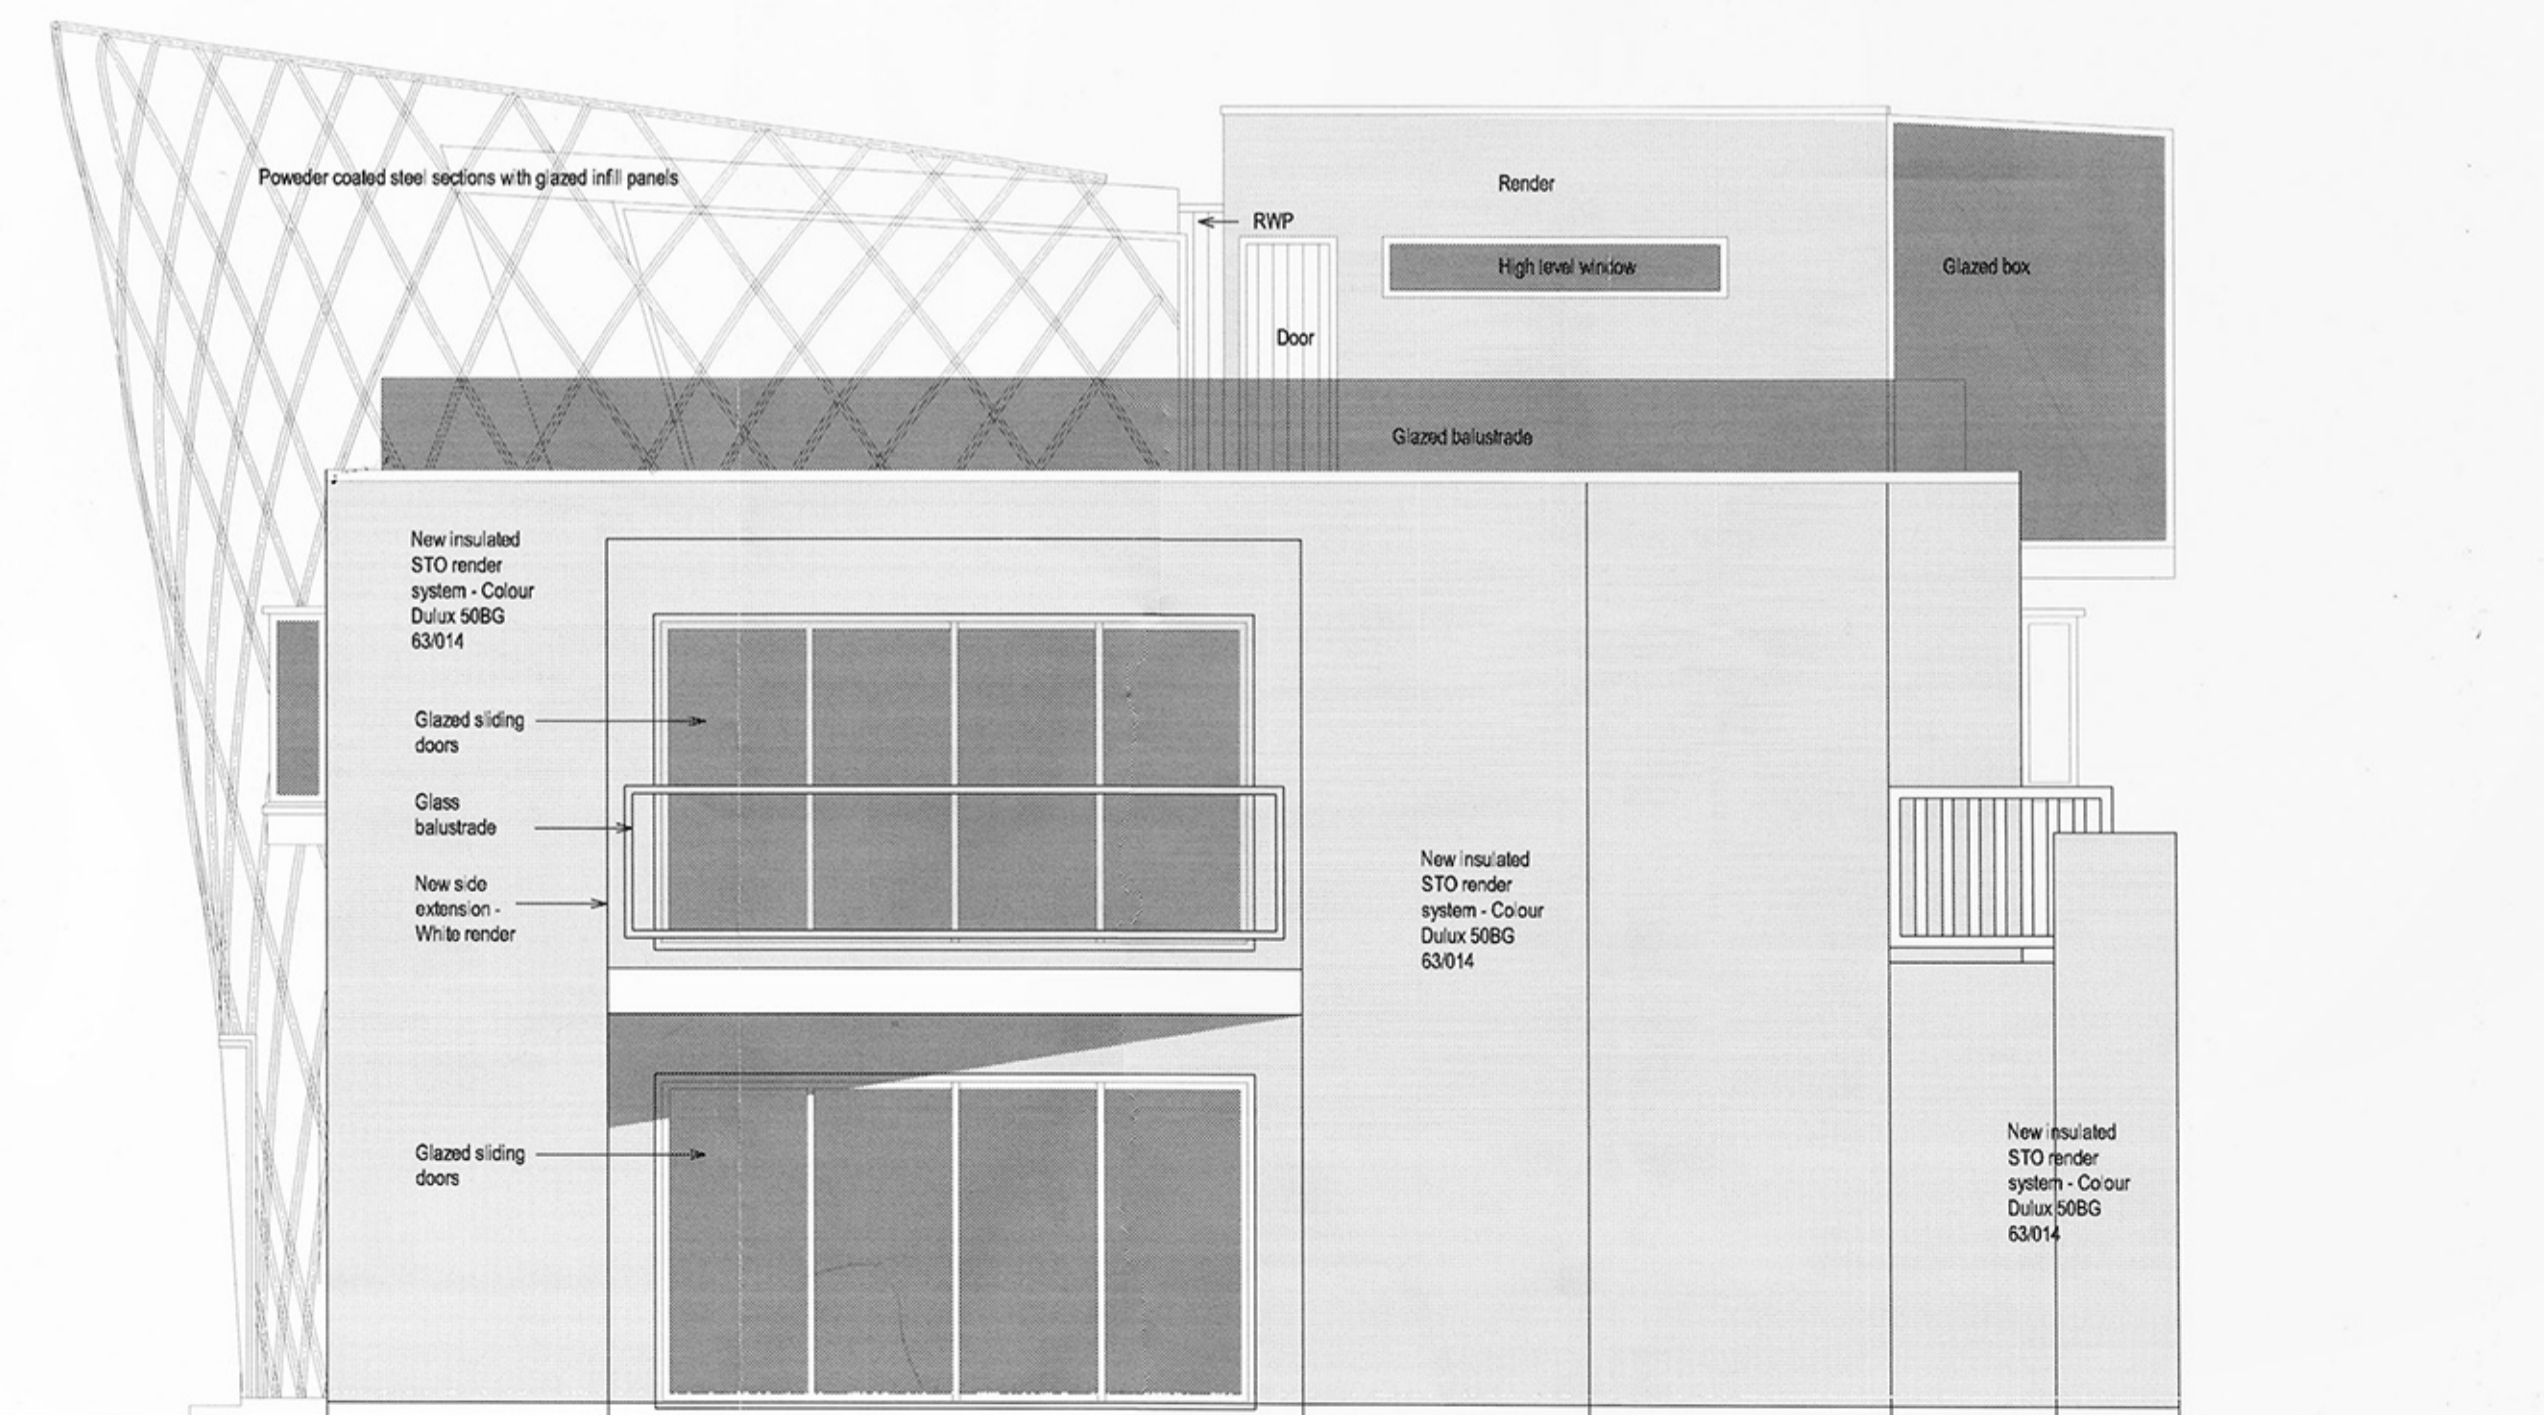 Poweder coated steel sections with glazed infill panels
Render
RWP
High level window
Glazed box
Door
Glazed balustrade
New insulated
STO render
system - Colour
Dulux 50BG
63/014
Glazed sliding
doors
Glass
balustrade
New side
extension -
White render
New insulated
STO render
system - Colour
Dulux 50BG
63/014
Glazed sliding
doors
New insulated
STO render
system - Colour
Dulux 50BG
63/014